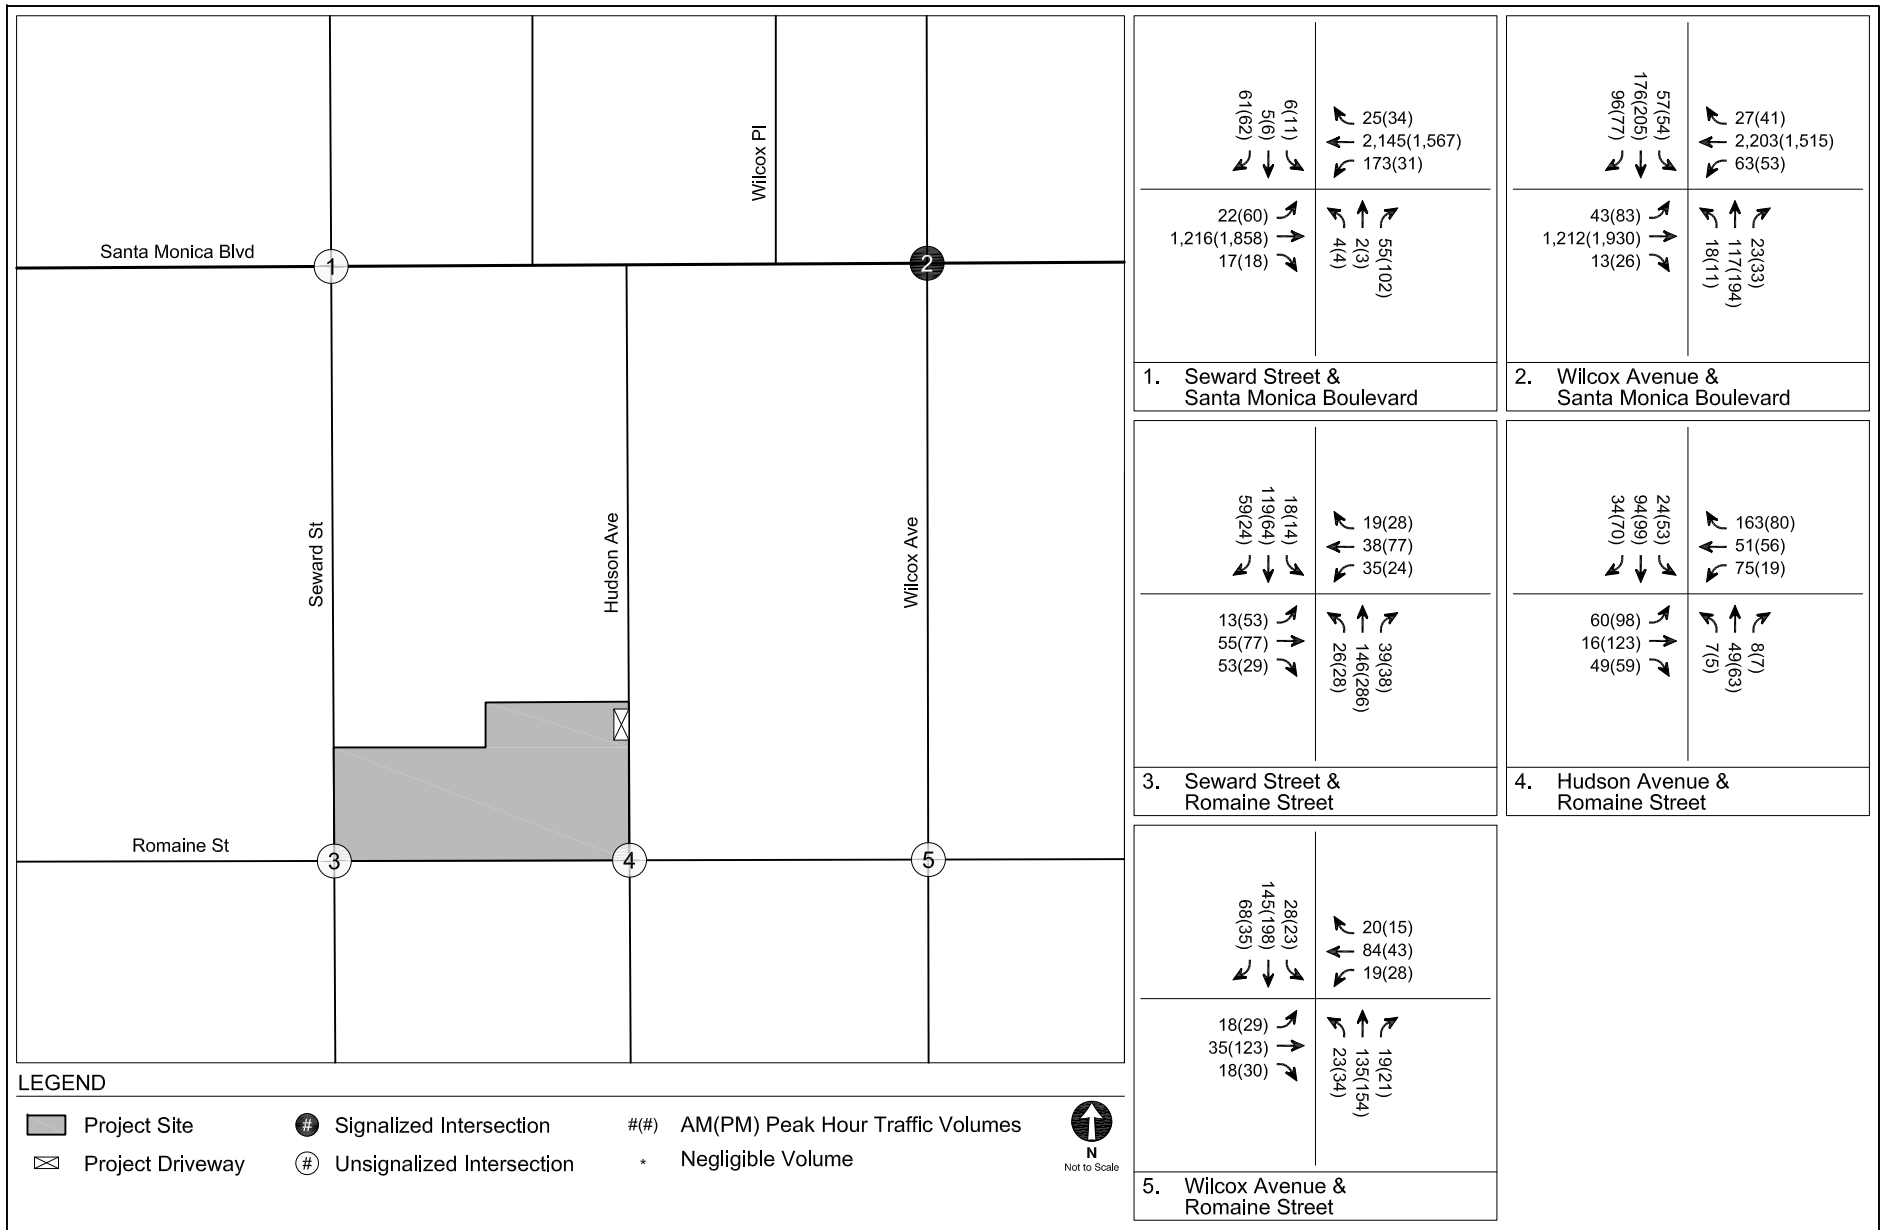 Wilcox Pl
Santa Monica Blvd
1
2
Seward St
Hudson Ave
Wilcox Ave
Romaine St
3
4
5
61(62)
5(6)
6(11)
25(34)
2,145(1,567)
173(31)
22(60)
1,216(1,858)
17(18)
4(4)
2(3)
55(102)
1. Seward Street &
Santa Monica Boulevard
96(77)
176(205)
57(54)
27(41)
2,203(1,515)
63(53)
43(83)
1,212(1,930)
13(26)
18(11)
117(194)
23(33)
2. Wilcox Avenue &
Santa Monica Boulevard
59(24)
119(64)
18(14)
19(28)
38(77)
35(24)
13(53)
55(77)
53(29)
26(28)
146(286)
39(38)
3. Seward Street &
Romaine Street
34(70)
94(99)
24(53)
163(80)
51(56)
75(19)
60(98)
16(123)
49(59)
7(5)
49(63)
8(7)
4. Hudson Avenue &
Romaine Street
68(35)
145(198)
28(23)
20(15)
84(43)
19(28)
18(29)
35(123)
18(30)
23(34)
135(154)
19(21)
5. Wilcox Avenue &
Romaine Street
LEGEND
Project Site
# Signalized Intersection
#(#) AM(PM) Peak Hour Traffic Volumes
Project Driveway
# Unsignalized Intersection
* Negligible Volume
N
Not to Scale